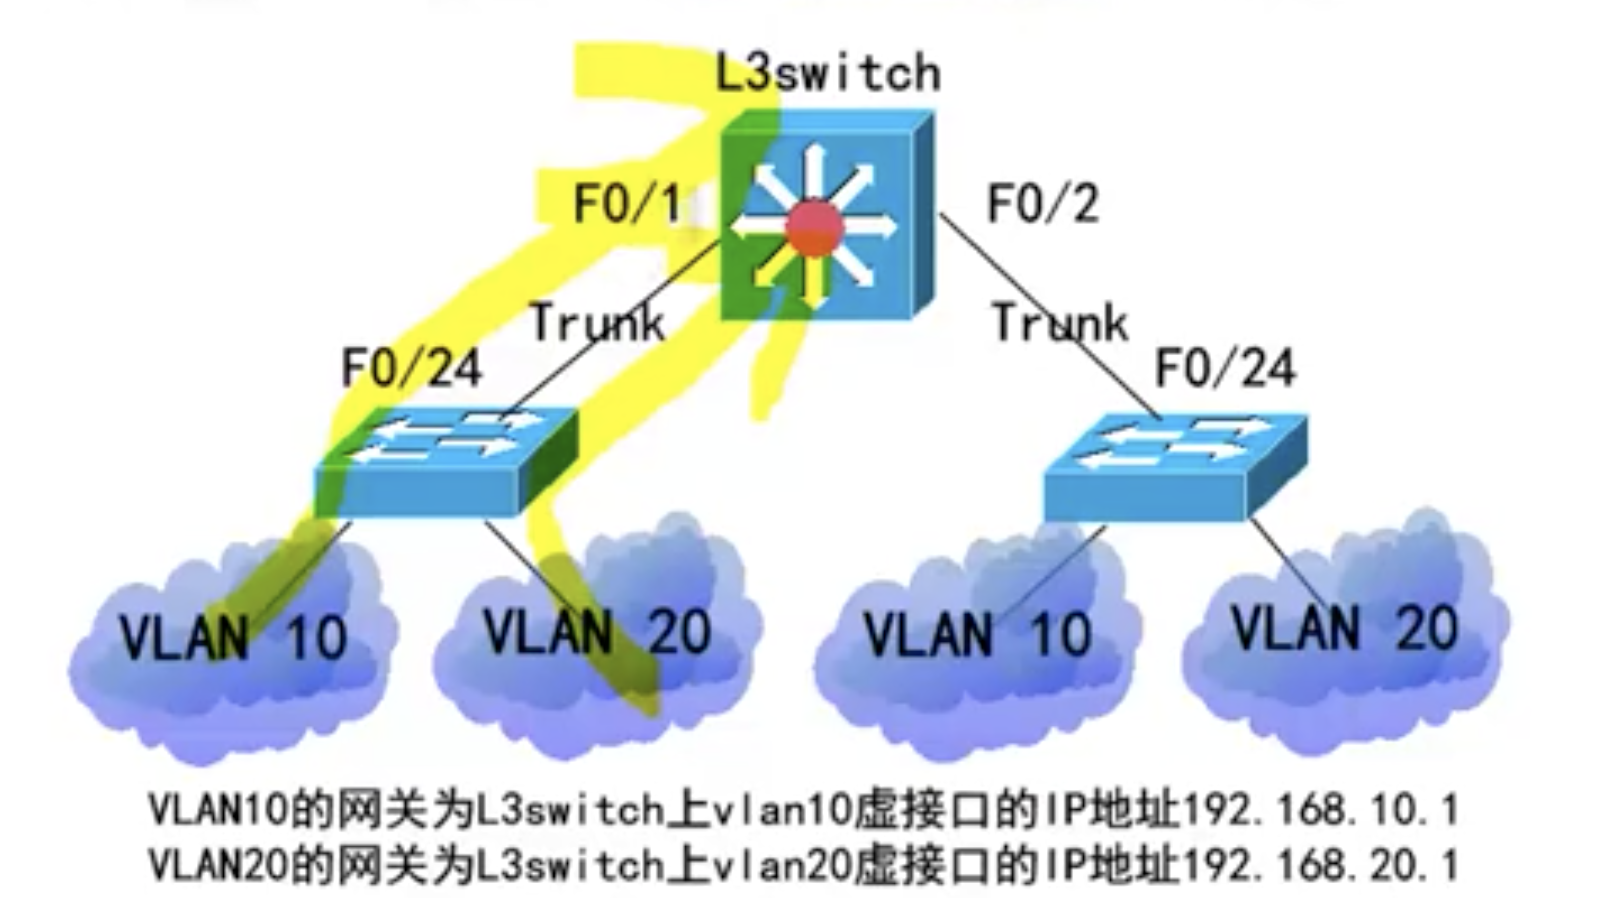 L3switch
F0/1
F0/2
Trunk
Trunk
F0/24
F0/24
VLAN 10
VLAN 20
VLAN 10
VLAN 20
VLAN10的网关为L3switch上vlan10虚接口的IP地址192.168.10.1
VLAN20的网关为L3switch上vlan20虚接口的IP地址192.168.20.1